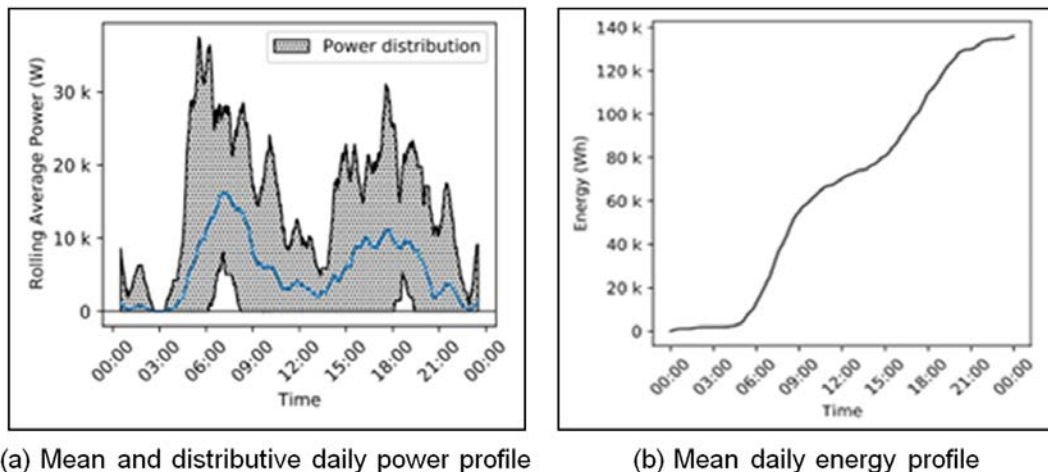 Power distribution
Rolling Average Power (W)
30 k
20 k
10 k
0
00:00 03:00 06:00 09:00 12:00 15:00 18:00 21:00 00:00
Time
(a) Mean and distributive daily power profile
Energy (Wh)
140 k
120 k
100 k
80 k
60 k
40 k
20 k
0 k
00:00 03:00 06:00 09:00 12:00 15:00 18:00 21:00 00:00
Time
(b) Mean daily energy profile